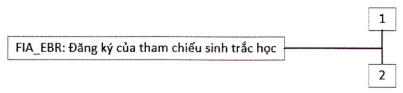 1
FIA_EBR: Đăng ký của tham chiếu sinh trắc học
2